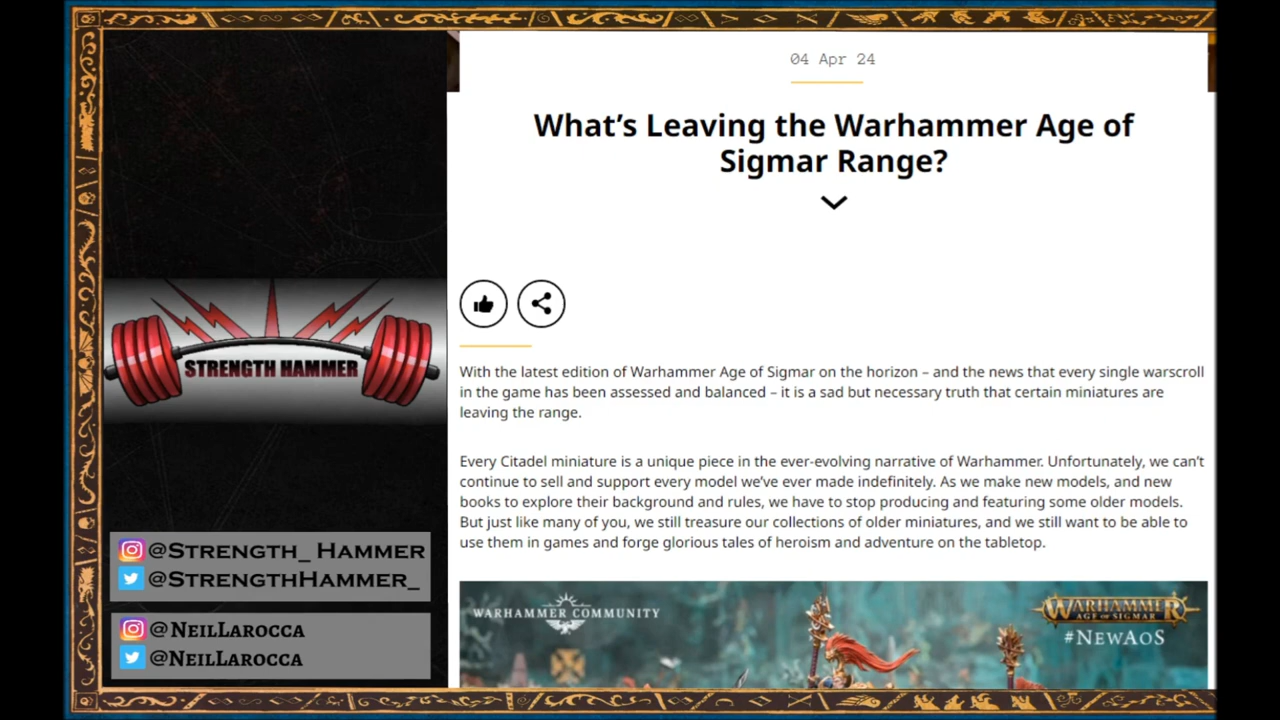 04 Apr 24
What's Leaving the Warhammer Age of
Sigmar Range?
STRENGTH HAMMER
With the latest edition of Warhammer Age of Sigmar on the horizon – and the news that every single warscroll
in the game has been assessed and balanced – it is a sad but necessary truth that certain miniatures are
leaving the range.
Every Citadel miniature is a unique piece in the ever-evolving narrative of Warhammer. Unfortunately, we can't
continue to sell and support every model we've ever made indefinitely. As we make new models, and new
books to explore their background and rules, we have to stop producing and featuring some older models.
But just like many of you, we still treasure our collections of older miniatures, and we still want to be able to
use them in games and forge glorious tales of heroism and adventure on the tabletop.
@Strength_Hammer
@StrengthHammer_
@NeilLarocca
@NeilLarocca
WARHAMMER COMMUNITY
WARHAMMER
AGE OF SIGMAR
#NewAoS